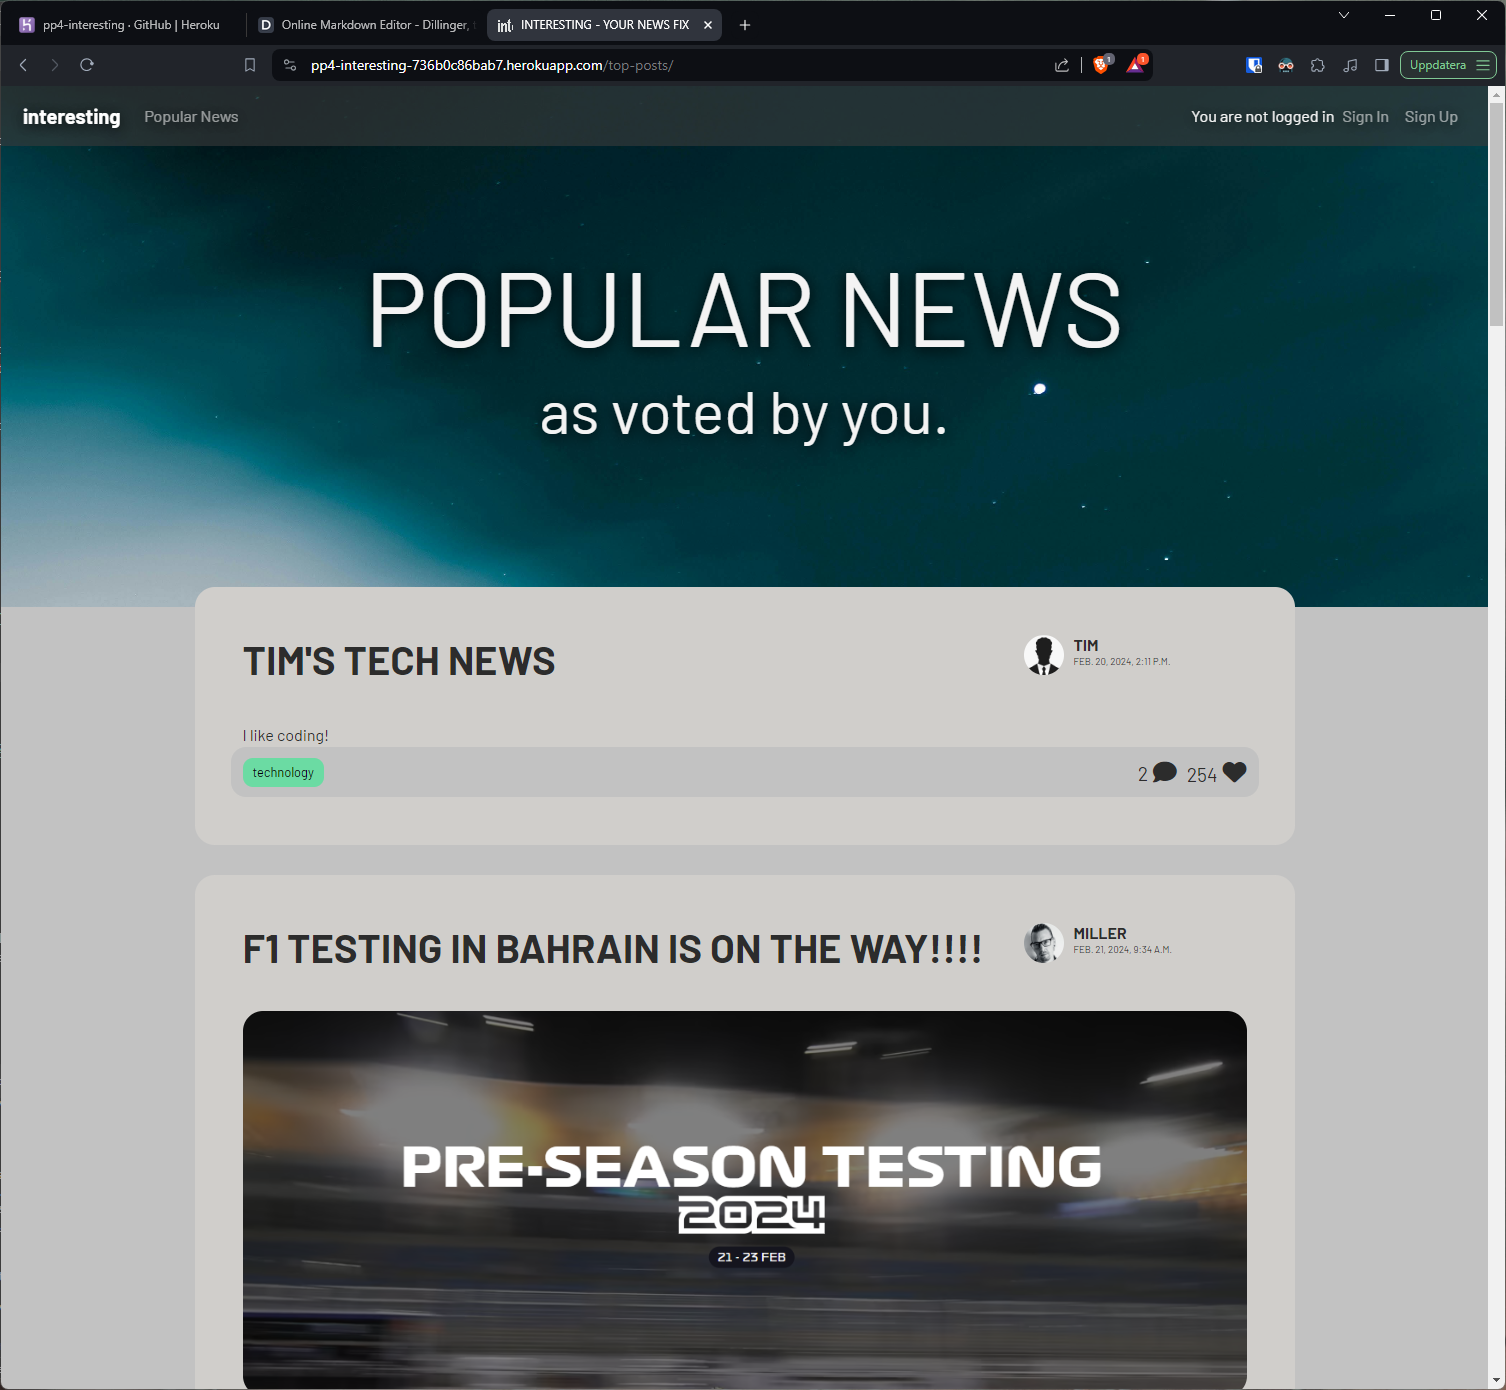 pp4-interesting · GitHub | Heroku
Online Markdown Editor - Dillinger,
INTERESTING - YOUR NEWS FIX
pp4-interesting-736b0c86bab7.herokuapp.com/top-posts/
1
1
Uppdatera
interesting
Popular News
You are not logged in
Sign In
Sign Up
POPULAR NEWS
as voted by you.
TIM'S TECH NEWS
TIM
FEB. 20, 2024, 2:11 P.M.
I like coding!
technology
2
254
F1 TESTING IN BAHRAIN IS ON THE WAY!!!!
MILLER
FEB. 21, 2024, 9:34 A.M.
PRE-SEASON TESTING
2024
21 - 23 FEB